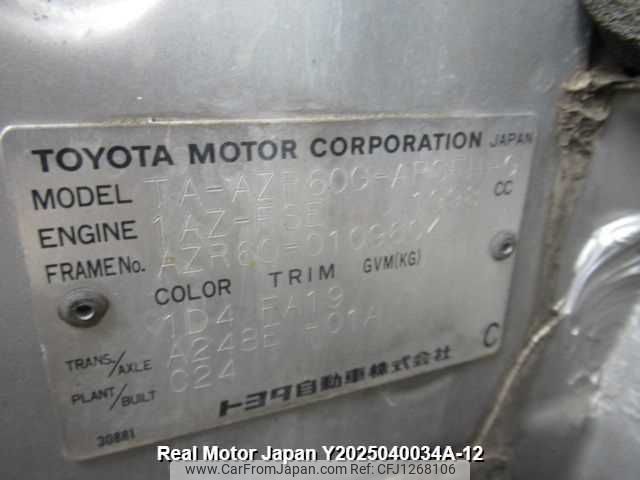 TOYOTA MOTOR CORPORATION JAPAN
MODEL
ENGINE 1AZ-FSE CC
FRAME No.
COLOR TRIM GVM(KG)
1D4 FA19
TRANS./AXLE A248E -01A
PLANT/BUILT C24 C
トヨタ自動車株式会社
30881
Real Motor Japan Y2025040034A-12
www.CarFromJapan.com REFNO:CFJ1268106